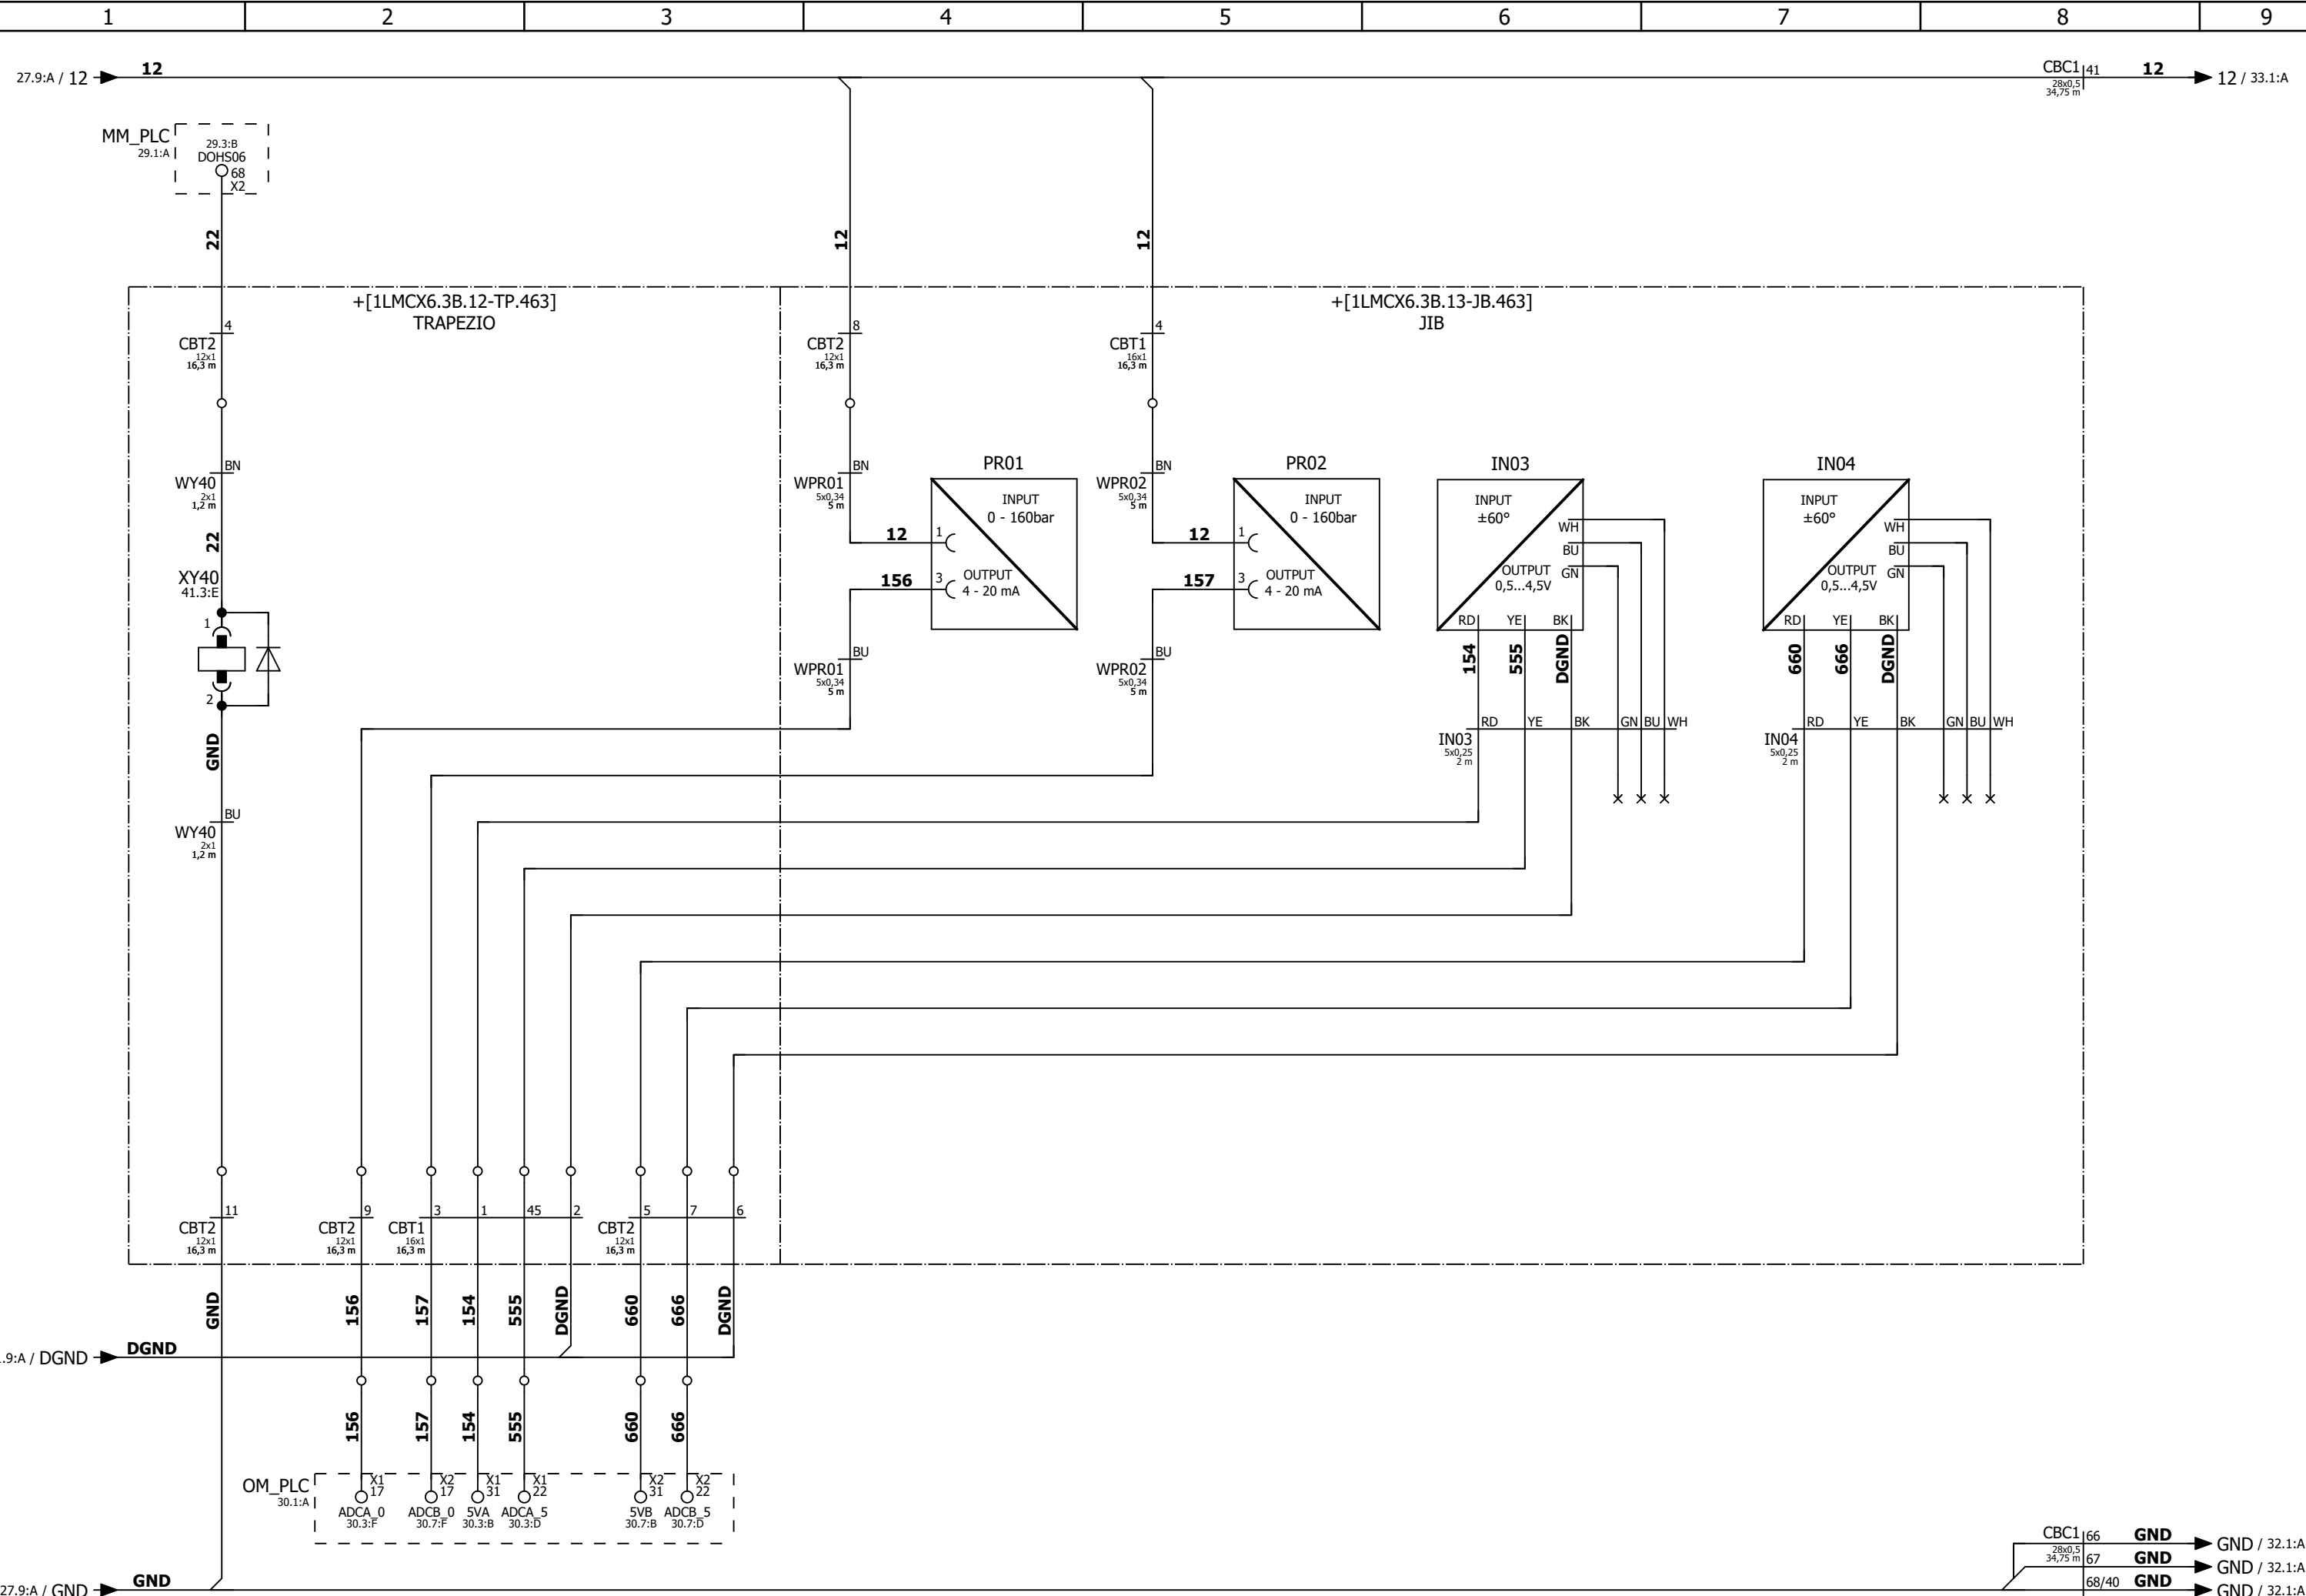 1 2 3 4 5 6 7 8 9
27.9:A / 12 12 CBC1 41 12 12 / 33.1:A
28x0,5
34,75 m
MM_PLC
29.1:A
29.3:B
DOHS06
68
X2
22 12 12
+[1LMCX6.3B.12-TP.463] +[1LMCX6.3B.13-JB.463]
TRAPEZIO JIB
4 8 4
CBT2 CBT2 CBT1
12x1 12x1 16x1
16,3 m 16,3 m 16,3 m
BN BN PR01 BN PR02 IN03 IN04
WY40 WPR01 WPR02
2x1 5x0,34 5x0,34
1,2 m 5 m 5 m
INPUT INPUT INPUT INPUT
0 - 160bar 0 - 160bar ±60° ±60°
22 12 1 12 1 WH WH
BU BU
XY40 156 3 OUTPUT 157 3 OUTPUT OUTPUT GN OUTPUT GN
41.3:E 4 - 20 mA 4 - 20 mA 0,5...4,5V 0,5...4,5V
1 RD YE BK RD YE BK
BU BU 154 555 DGND 660 666 DGND
WPR01 WPR02
5x0,34 5x0,34
5 m 5 m
2
GND RD YE BK GN BU WH RD YE BK GN BU WH
IN03 IN04
5x0,25 5x0,25
2 m 2 m
BU
WY40
2x1
1,2 m
11 9 3 1 45 2 5 7 6
CBT2 CBT2 CBT1 CBT2
12x1 12x1 16x1 12x1
16,3 m 16,3 m 16,3 m 16,3 m
GND 156 157 154 555 DGND 660 666 DGND
.9:A / DGND DGND
156 157 154 555 660 666
OM_PLC
30.1:A
X1 X2 X1 X1 X2 X2
17 17 31 22 31 22
ADCA_0 ADCB_0 5VA ADCA_5 5VB ADCB_5
30.3:F 30.7:F 30.3:B 30.3:D 30.7:B 30.7:D
CBC1 66 GND GND / 32.1:A
28x0,5
34,75 m 67 GND GND / 32.1:A
27.9:A / GND GND 68/40 GND GND / 32.1:A